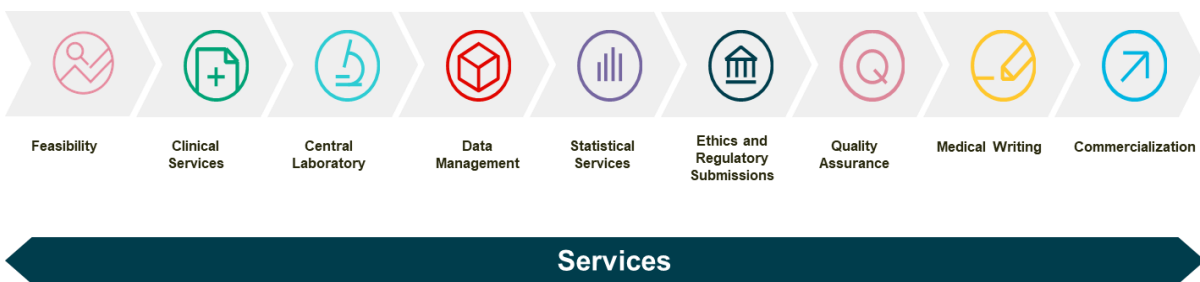 Feasibility
Clinical
Services
Central
Laboratory
Data
Management
Statistical
Services
Ethics and
Regulatory
Submissions
Quality
Assurance
Medical Writing
Commercialization
Services